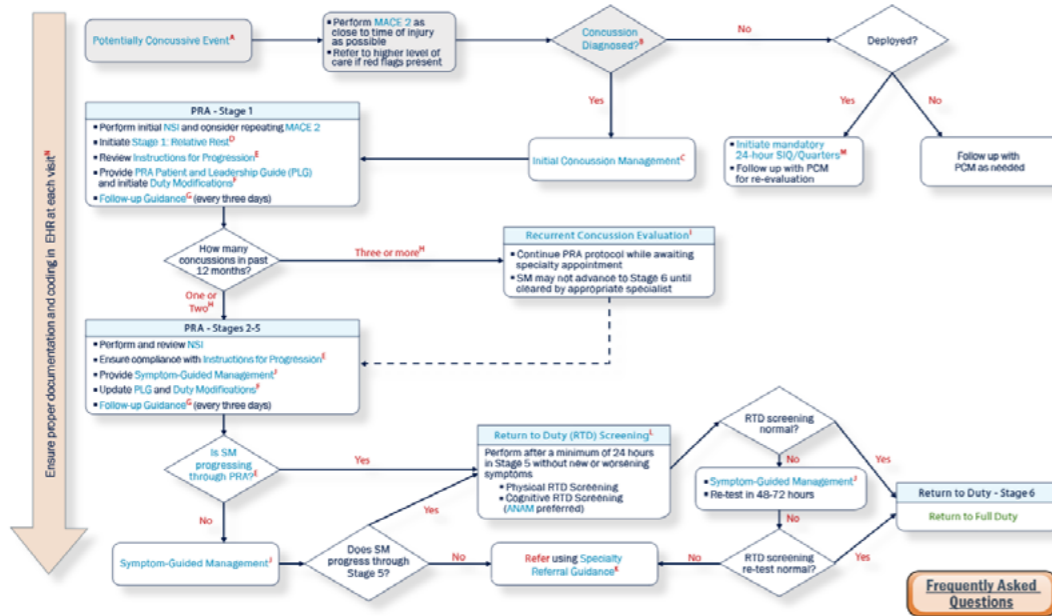 Potentially Concussive Event^A
▪ Perform MACE 2 as
close to time of injury
as possible
▪ Refer to higher level of
care if red flags present
Concussion
Diagnosed?^B
No
Deployed?
Yes
Yes
No
PRA - Stage 1
▪ Perform initial NSI and consider repeating MACE 2
▪ Initiate Stage 1: Relative Rest^D
▪ Review Instructions for Progression^E
▪ Provide PRA Patient and Leadership Guide (PLG)
and initiate Duty Modifications^F
▪ Follow-up Guidance^G (every three days)
Initial Concussion Management^C
▪ Initiate mandatory
24-hour SIQ/Quarters^M
▪ Follow up with PCM
for re-evaluation
Follow up with
PCM as needed
Ensure proper documentation and coding in EHR at each visit^N
How many
concussions in past
12 months?
Three or more^H
Recurrent Concussion Evaluation^I
▪ Continue PRA protocol while awaiting
specialty appointment
▪ SM may not advance to Stage 6 until
cleared by appropriate specialist
One or
Two^H
PRA - Stages 2-5
▪ Perform and review NSI
▪ Ensure compliance with Instructions for Progression^E
▪ Provide Symptom-Guided Management^J
▪ Update PLG and Duty Modifications^F
▪ Follow-up Guidance^G (every three days)
Is SM
progressing
through PRA?^E
Yes
Return to Duty (RTD) Screening^L
Perform after a minimum of 24 hours
in Stage 5 without new or worsening
symptoms
▪ Physical RTD Screening
▪ Cognitive RTD Screening
(ANAM preferred)
RTD screening
normal?
No
Yes
▪ Symptom-Guided Management^J
▪ Re-test in 48-72 hours
Return to Duty - Stage 6
Return to Full Duty
No
Yes
No
Symptom-Guided Management^J
Does SM
progress through
Stage 5?
No
Refer using Specialty
Referral Guidance^K
No
RTD screening
re-test normal?
Yes
Frequently Asked
Questions